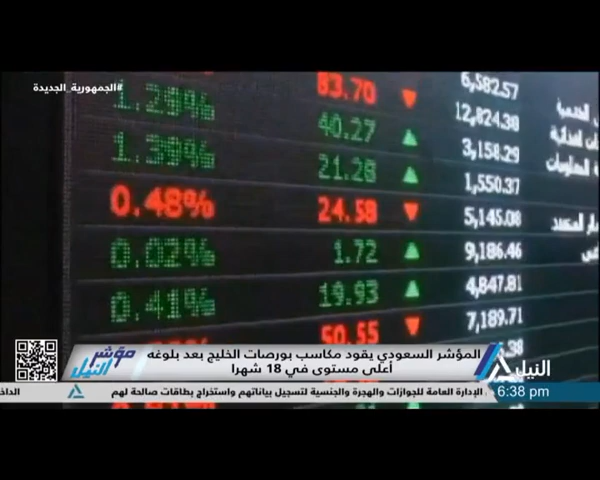 #الجمهورية_الجديدة
83.70 6,582.57
1.29% 40.27 12,824.30
1.39% 21.28 3,158.29
0.48% 24.58 1,550.37
0.02% 1.72 5,145.08
0.41% 19.93 9,186.46
50.55 4,847.81
7,189.71
المؤشر السعودي يقود مكاسب بورصات الخليج بعد بلوغه
أعلى مستوى في 18 شهرا
مؤشر النيل
النيل
6:38 pm
الإدارة العامة للجوازات والهجرة والجنسية لتسجيل بياناتهم واستخراج بطاقات صالحة لهم